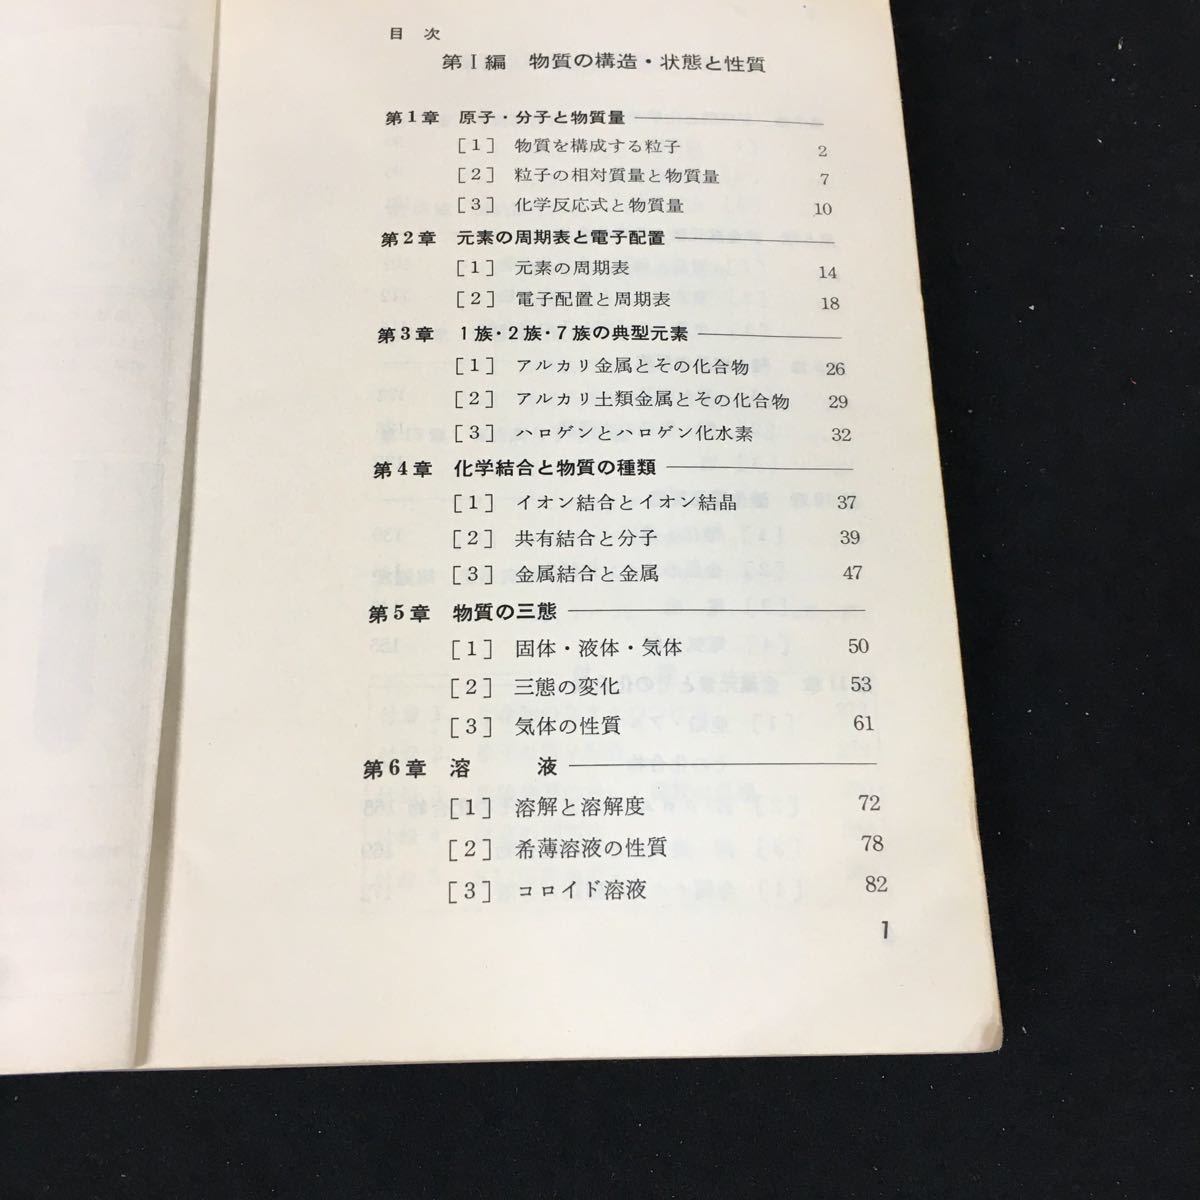 目次
第Ⅰ編 物質の構造・状態と性質
第1章 原子・分子と物質量
[1] 物質を構成する粒子 2
[2] 粒子の相対質量と物質量 7
[3] 化学反応式と物質量 10
第2章 元素の周期表と電子配置
[1] 元素の周期表 14
[2] 電子配置と周期表 18
第3章 1族・2族・7族の典型元素
[1] アルカリ金属とその化合物 26
[2] アルカリ土類金属とその化合物 29
[3] ハロゲンとハロゲン化水素 32
第4章 化学結合と物質の種類
[1] イオン結合とイオン結晶 37
[2] 共有結合と分子 39
[3] 金属結合と金属 47
第5章 物質の三態
[1] 固体・液体・気体 50
[2] 三態の変化 53
[3] 気体の性質 61
第6章 溶液
[1] 溶解と溶解度 72
[2] 希薄溶液の性質 78
[3] コロイド溶液 82
1